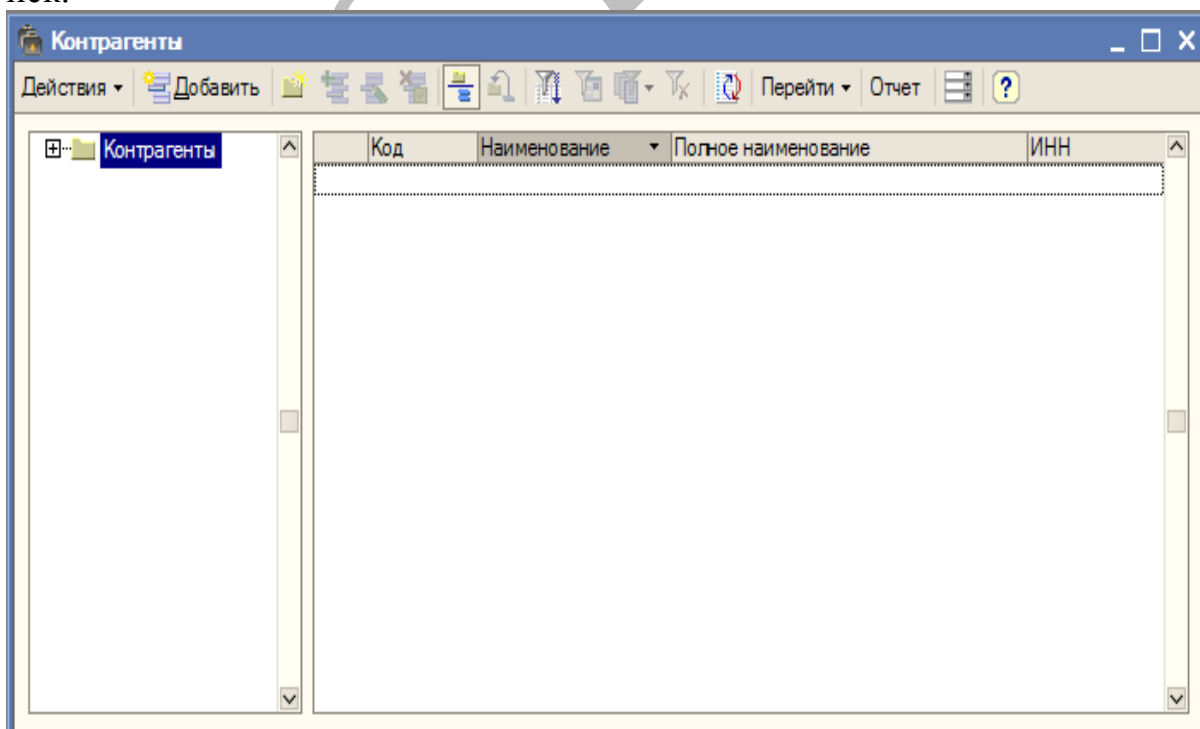 Контрагенты
Действия Добавить Перейти Отчет ?
Контрагенты
Код Наименование Полное наименование ИНН